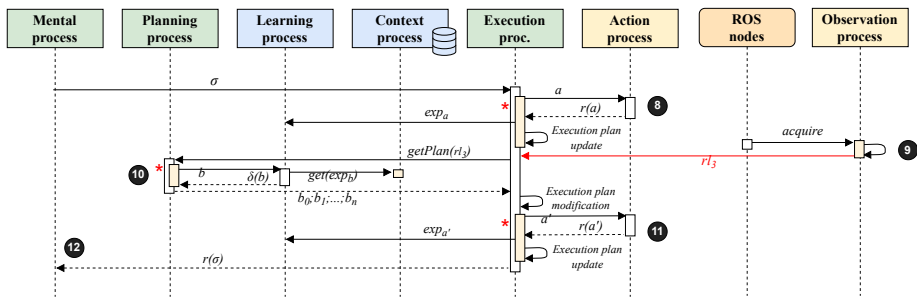 Mental process
Planning process
Learning process
Context process
Execution proc.
Action process
ROS nodes
Observation process
σ
a
8
*
r(a)
exp_a
Execution plan
update
acquire
9
getPlan(rl_3)
rl_3
10
*
b
δ(b)
get(exp_b)
b_0;b_1;...;b_n
Execution plan
modification
a'
*
r(a')
11
exp_a'
12
Execution plan
update
r(σ)